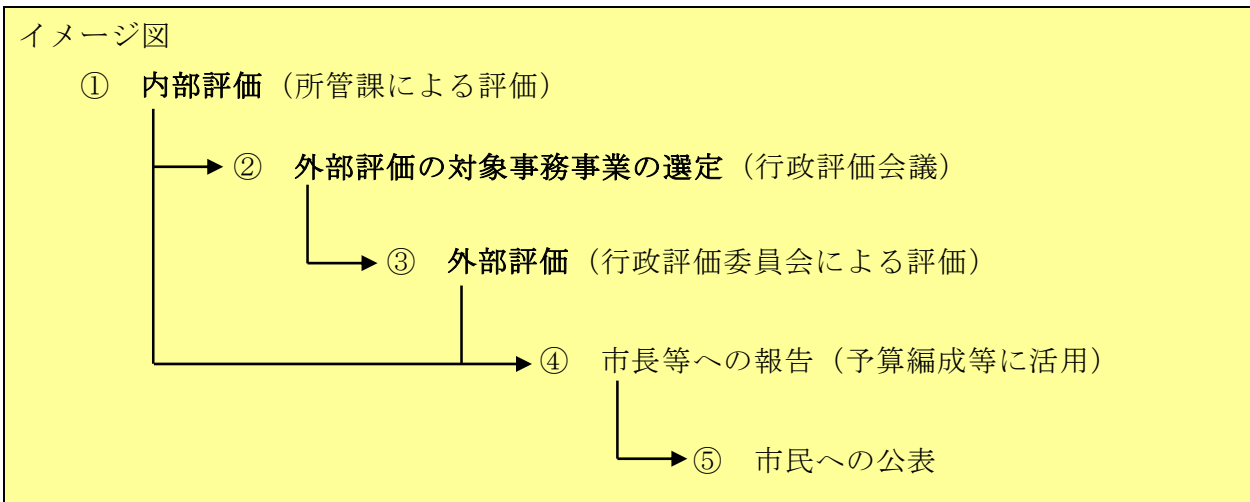 イメージ図
① 内部評価（所管課による評価）
② 外部評価の対象事務事業の選定（行政評価会議）
③ 外部評価（行政評価委員会による評価）
④ 市長等への報告（予算編成等に活用）
⑤ 市民への公表